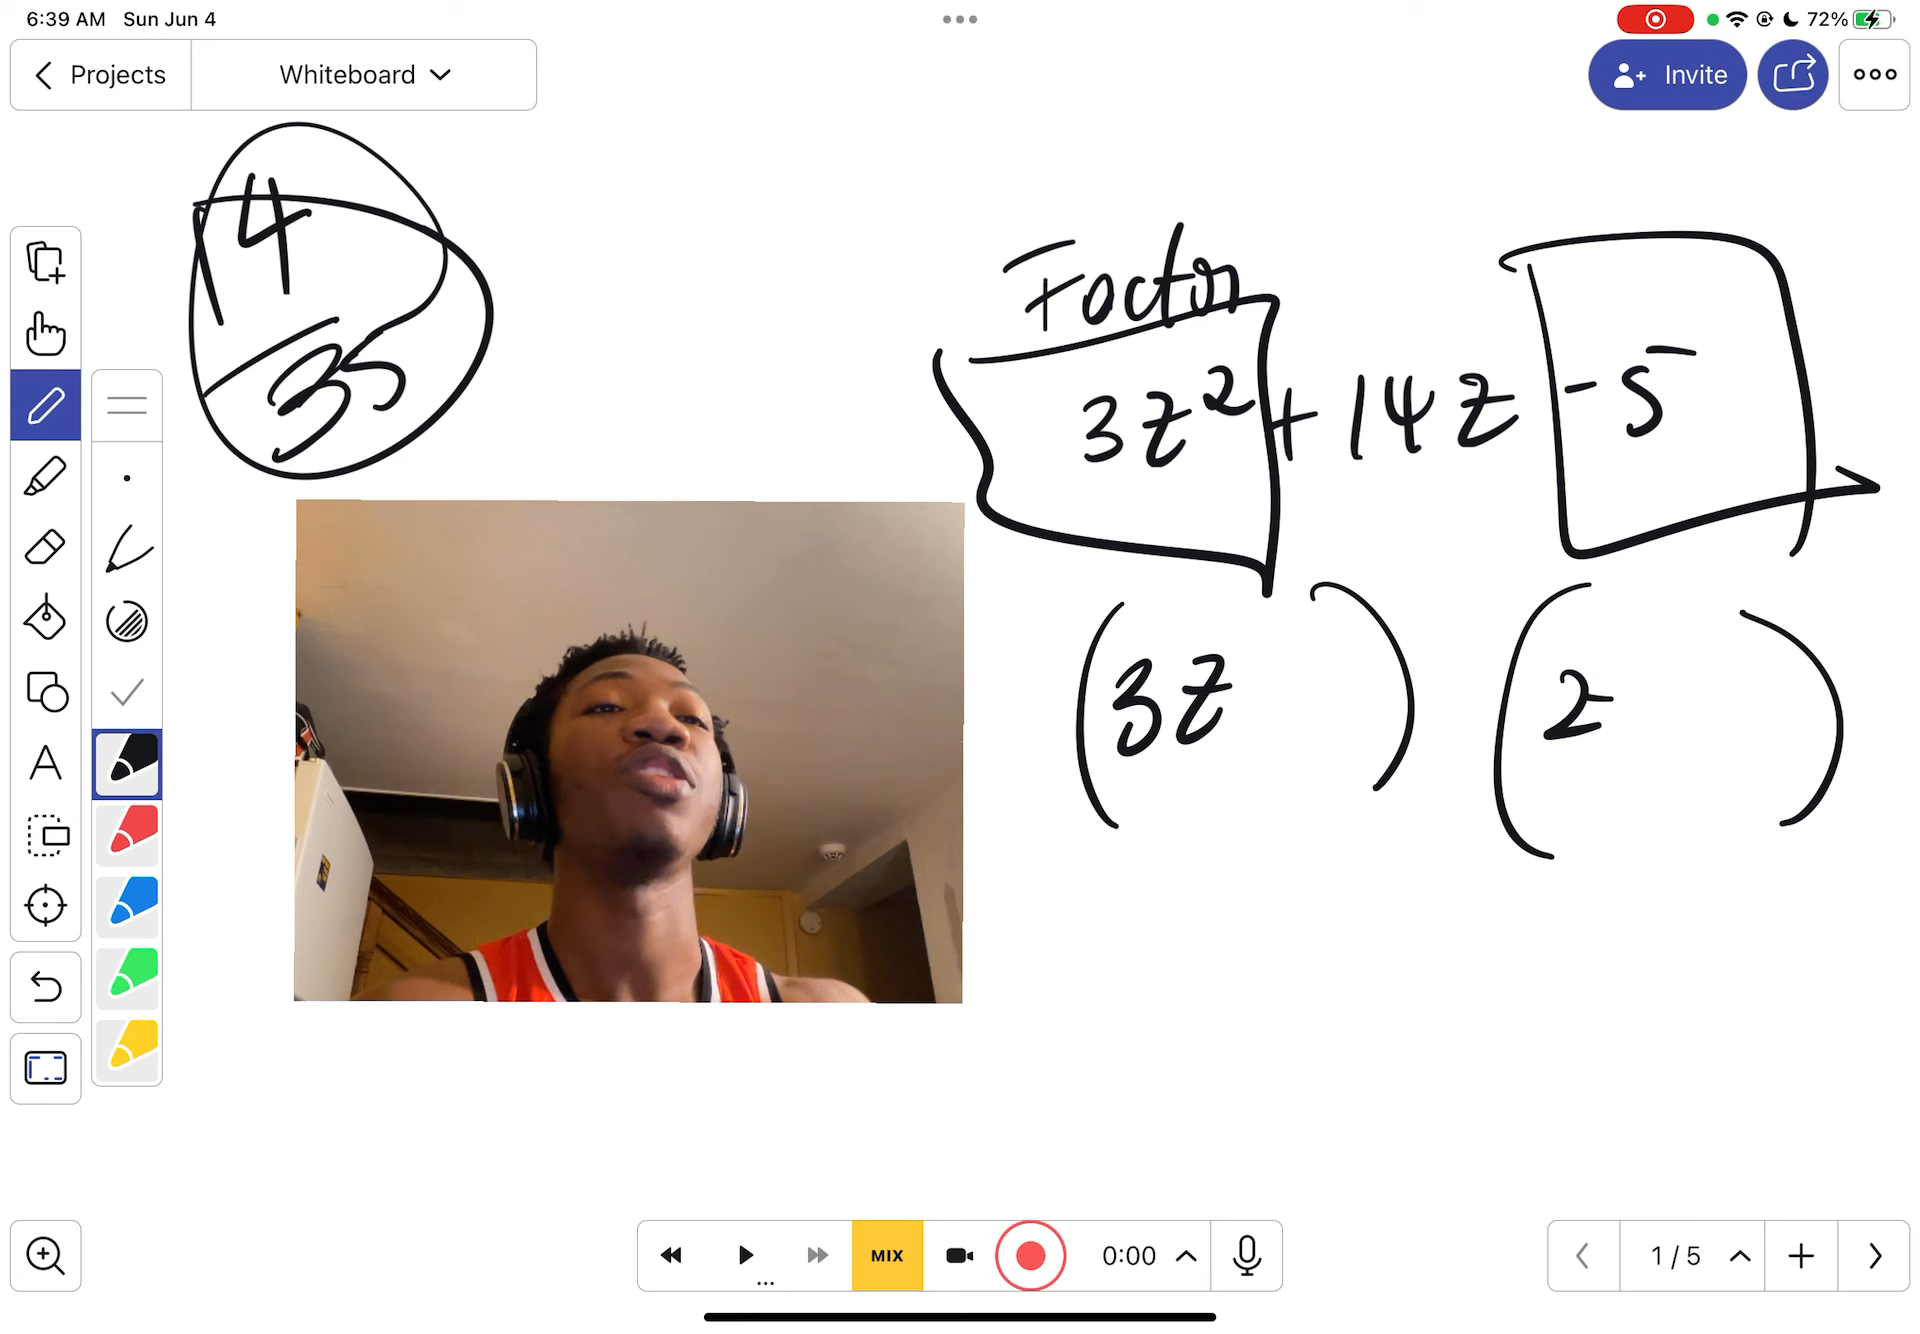 6:39 AM Sun Jun 4
72%
Projects
Whiteboard
Invite
14
35
Factor
3z² + 14z - 5
(3z ) (z )
A
MIX
0:00
1 / 5